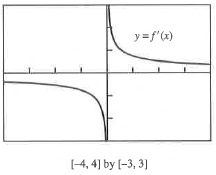 y = f'(x)
[–4, 4] by [–3, 3]